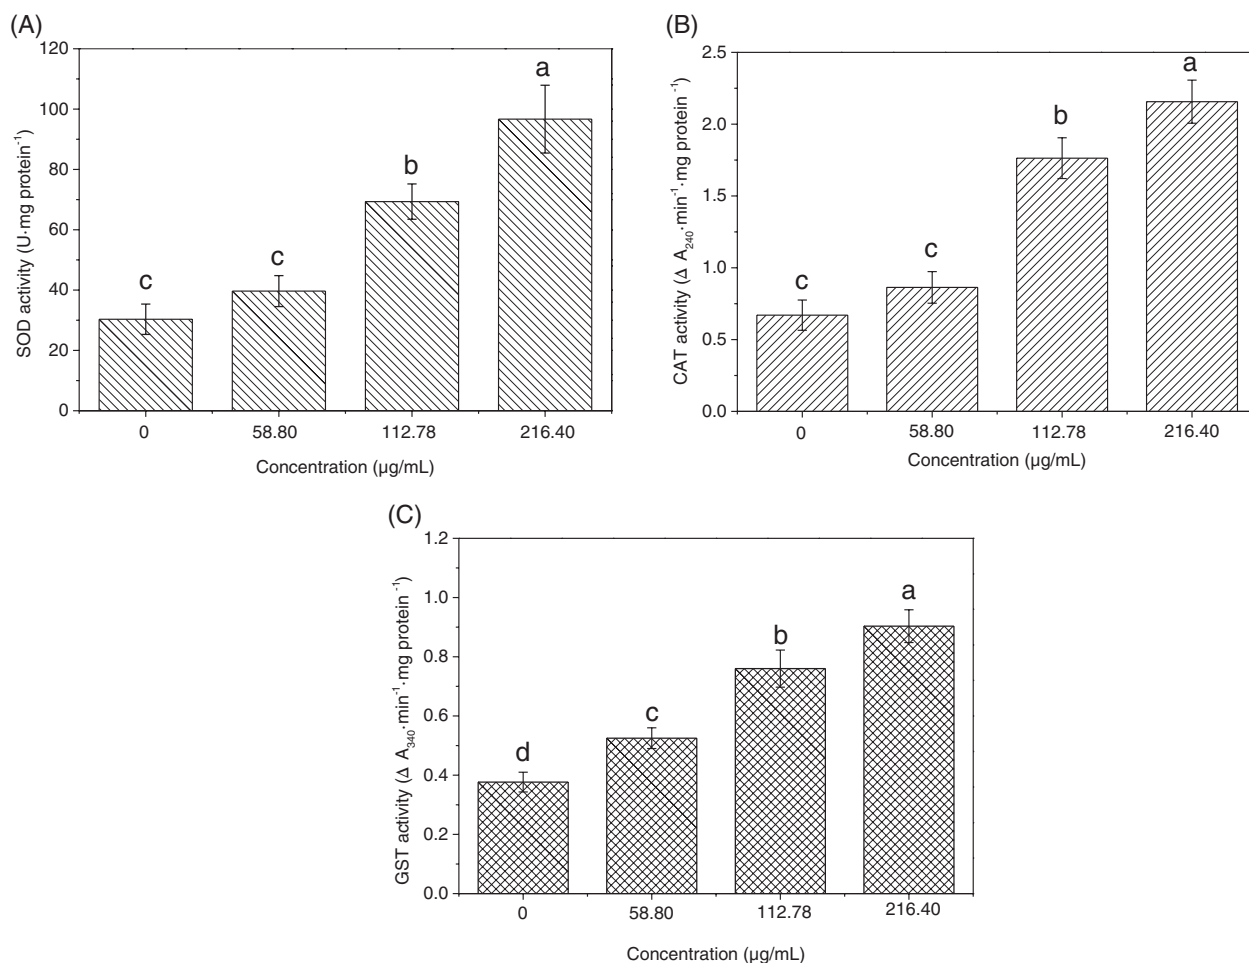 (A)
120
100
80
60
40
20
0
SOD activity (U·mg protein⁻¹)
c
c
b
a
0 58.80 112.78 216.40
Concentration (µg/mL)
(B)
2.5
2.0
1.5
1.0
0.5
0.0
CAT activity (Δ A₂₄₀·min⁻¹·mg protein⁻¹)
c
c
b
a
0 58.80 112.78 216.40
Concentration (µg/mL)
(C)
1.2
1.0
0.8
0.6
0.4
0.2
0.0
GST activity (Δ A₃₄₀·min⁻¹·mg protein⁻¹)
d
c
b
a
0 58.80 112.78 216.40
Concentration (µg/mL)